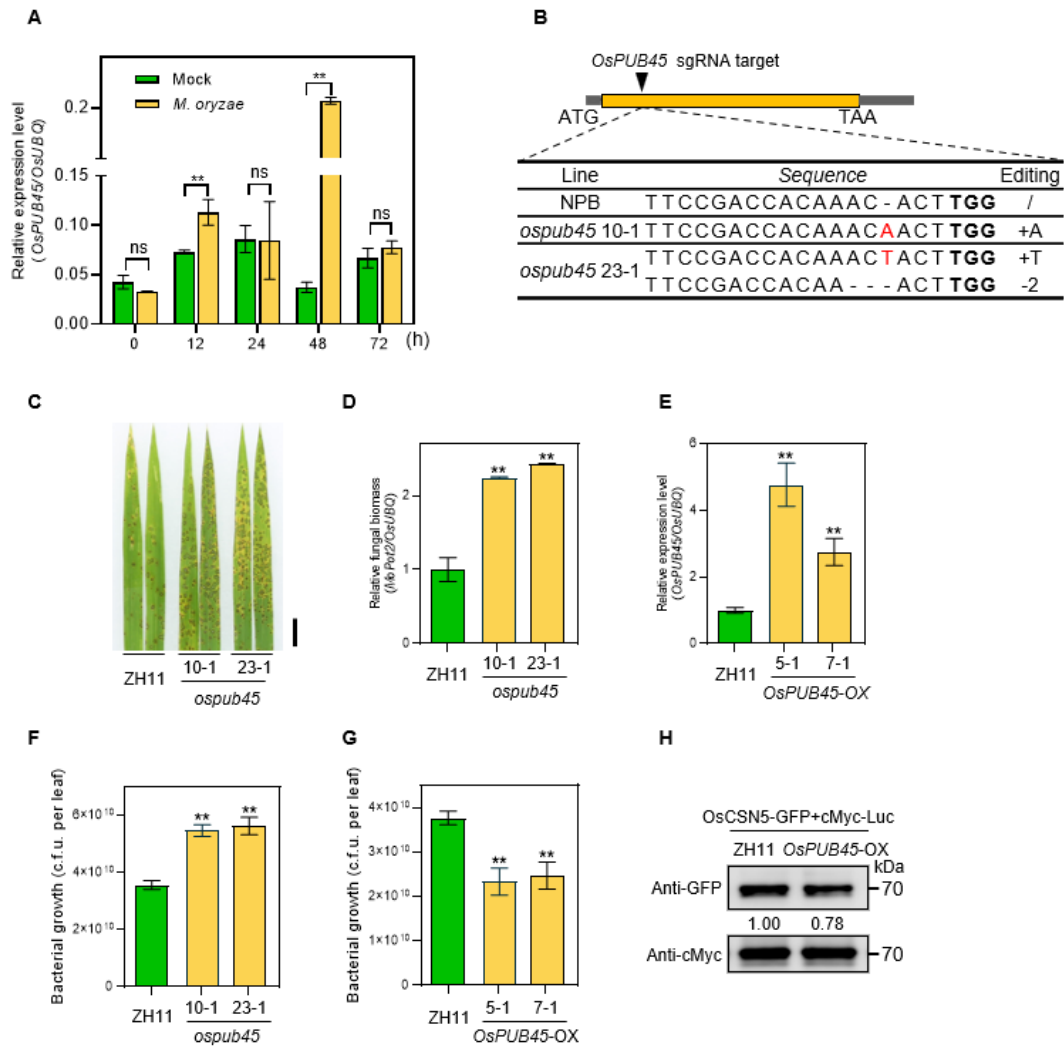 A
Mock
M. oryzae
Relative expression level
(OsPUB45/OsUBQ)
0.2
0.15
0.10
0.05
0.00
ns
**
ns
**
ns
0
12
24
48
72
(h)
B
OsPUB45 sgRNA target
ATG
TAA
Line Sequence Editing
NPB TTCCGACCACAAAC-ACTTGG /
ospub45 10-1 TTCCGACCACAAACAACTTGG +A
ospub45 23-1
TTCCGACCACAAACTACTTGG +T
TTCCGACCACAA---ACTTGG -2
C
ZH11
10-1
23-1
ospub45
D
Relative fungal biomass
(MoPot2/OsUBQ)
2
1
0
**
**
ZH11
10-1
23-1
ospub45
E
Relative expression level
(OsPUB45/OsUBQ)
6
4
2
0
**
**
ZH11
5-1
7-1
OsPUB45-OX
F
Bacterial growth (c.f.u. per leaf)
6×10¹⁰
4×10¹⁰
2×10¹⁰
0
**
**
ZH11
10-1
23-1
ospub45
G
Bacterial growth (c.f.u. per leaf)
4×10¹⁰
3×10¹⁰
2×10¹⁰
1×10¹⁰
0
**
**
ZH11
5-1
7-1
OsPUB45-OX
H
OsCSN5-GFP+cMyc-Luc
ZH11 OsPUB45-OX
kDa
Anti-GFP
70
1.00 0.78
Anti-cMyc
70